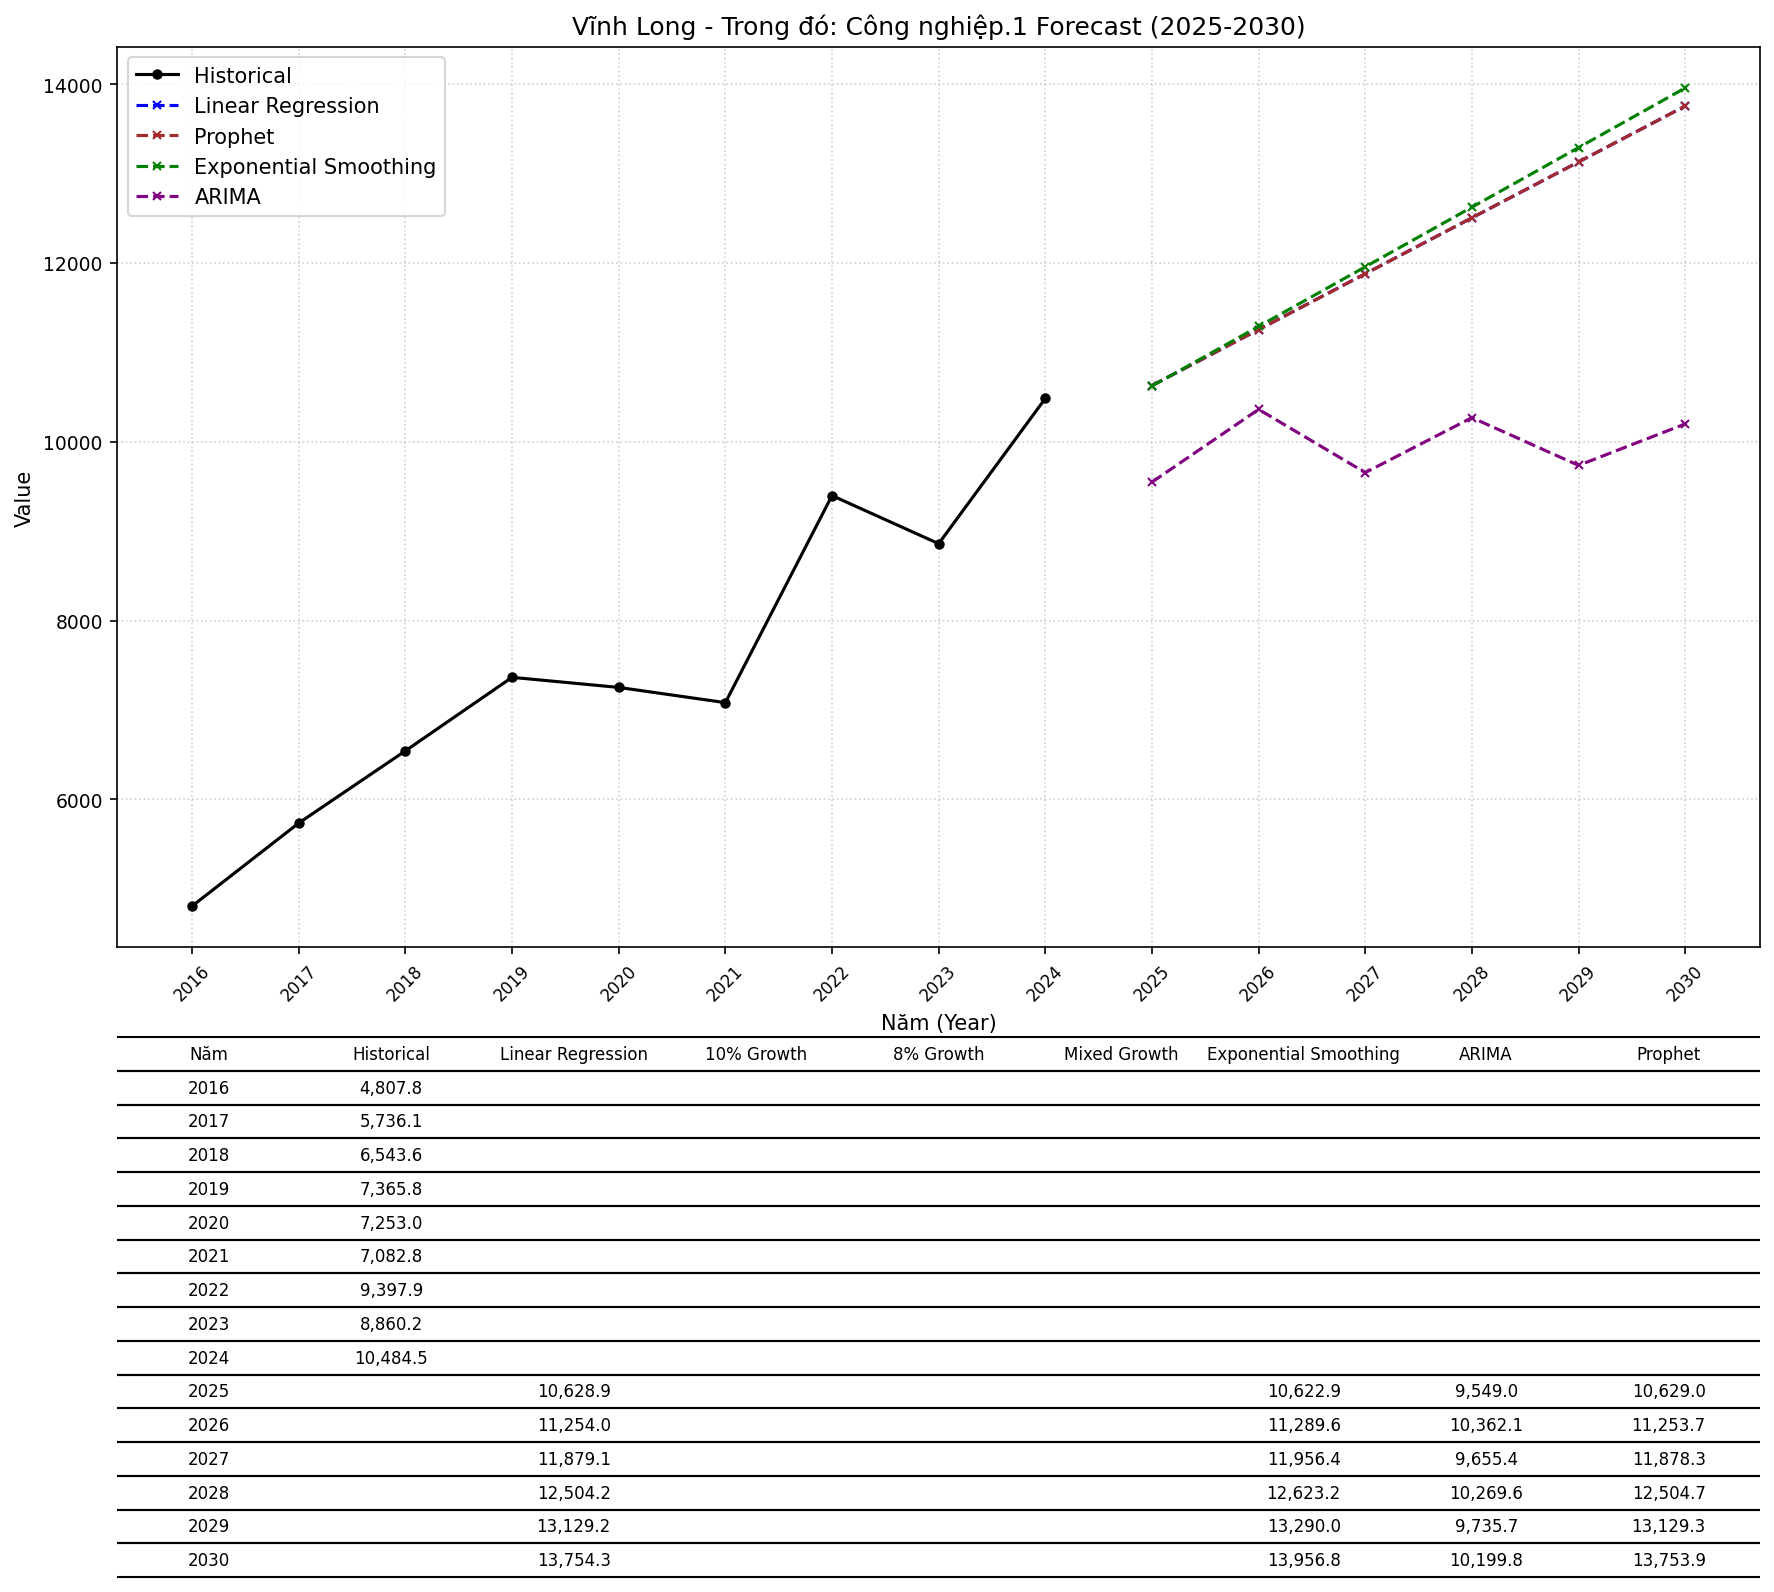 Vĩnh Long - Trong đó: Công nghiệp.1 Forecast (2025-2030)
Historical
Linear Regression
Prophet
Exponential Smoothing
ARIMA
Value
14000
12000
10000
8000
6000
2016 2017 2018 2019 2020 2021 2022 2023 2024 2025 2026 2027 2028 2029 2030
Năm (Year)
Năm Historical Linear Regression 10% Growth 8% Growth Mixed Growth Exponential Smoothing ARIMA Prophet
2016 4,807.8
2017 5,736.1
2018 6,543.6
2019 7,365.8
2020 7,253.0
2021 7,082.8
2022 9,397.9
2023 8,860.2
2024 10,484.5
2025 10,628.9 10,622.9 9,549.0 10,629.0
2026 11,254.0 11,289.6 10,362.1 11,253.7
2027 11,879.1 11,956.4 9,655.4 11,878.3
2028 12,504.2 12,623.2 10,269.6 12,504.7
2029 13,129.2 13,290.0 9,735.7 13,129.3
2030 13,754.3 13,956.8 10,199.8 13,753.9